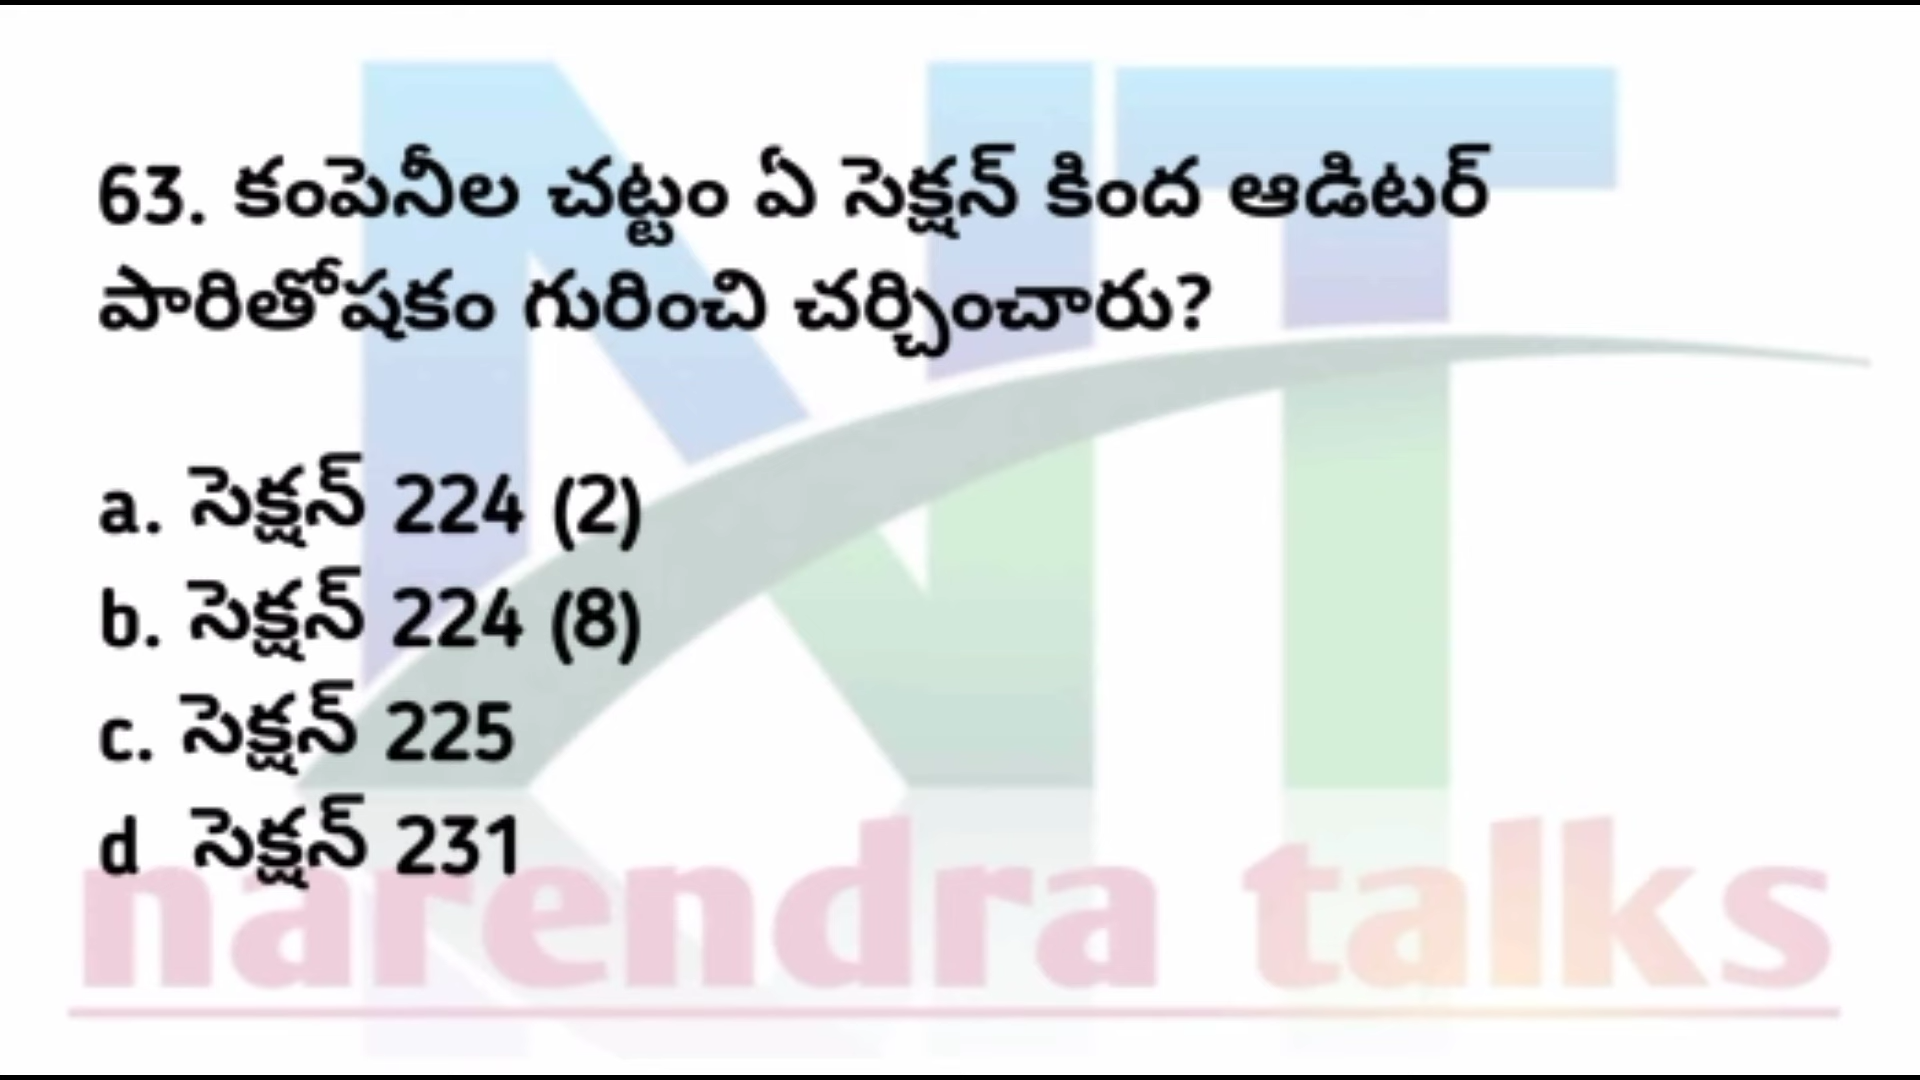 63. కంపెనీల చట్టం ఏ సెక్షన్ కింద ఆడిటర్
పారితోషకం గురించి చర్చించారు?
a. సెక్షన్ 224 (2)
b. సెక్షన్ 224 (8)
c. సెక్షన్ 225
d సెక్షన్ 231
NT
narendra talks